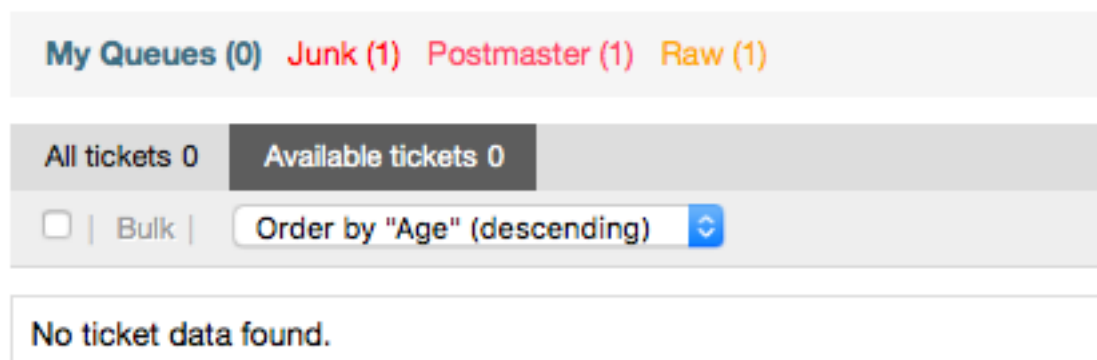 My Queues (0) Junk (1) Postmaster (1) Raw (1)
All tickets 0 Available tickets 0
| Bulk | Order by "Age" (descending)
No ticket data found.